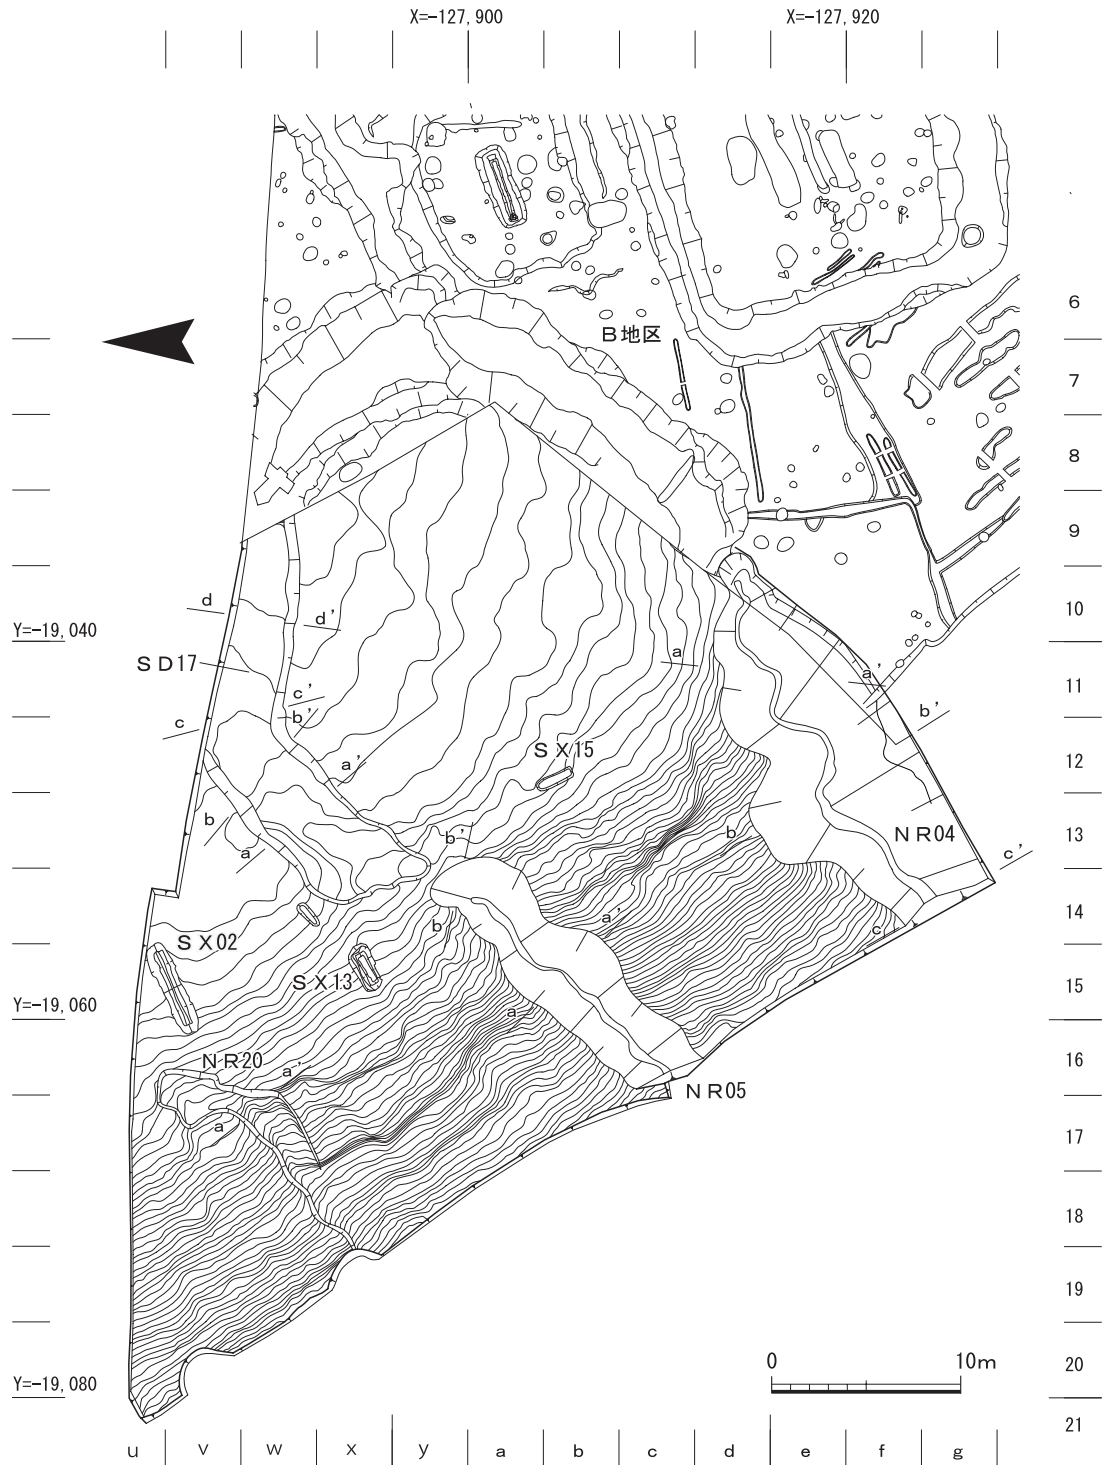 X=-127,900
X=-127,920
6
B地区
7
8
9
d
10
Y=-19,040
d'
SD17
a
a'
11
c'
b'
b'
c
SX15
12
a'
b
b'
b
NR04
13
a
c'
a'
14
b
c
SX02
SX13
15
Y=-19,060
a
NR20
a'
16
NR05
a
17
18
19
0
10m
20
Y=-19,080
21
u
v
w
x
y
a
b
c
d
e
f
g